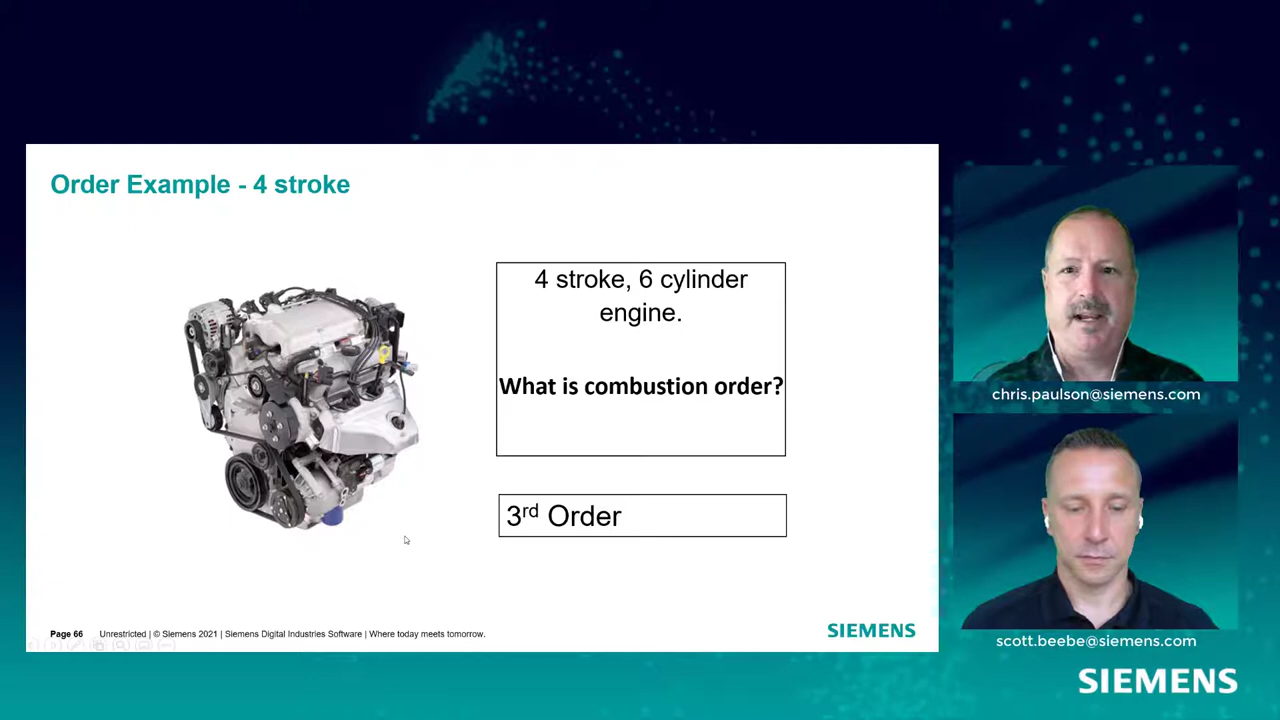 Order Example - 4 stroke
4 stroke, 6 cylinder
engine.
What is combustion order?
3rd Order
Page 66 Unrestricted | © Siemens 2021 | Siemens Digital Industries Software | Where today meets tomorrow.
SIEMENS
chris.paulson@siemens.com
scott.beebe@siemens.com
SIEMENS